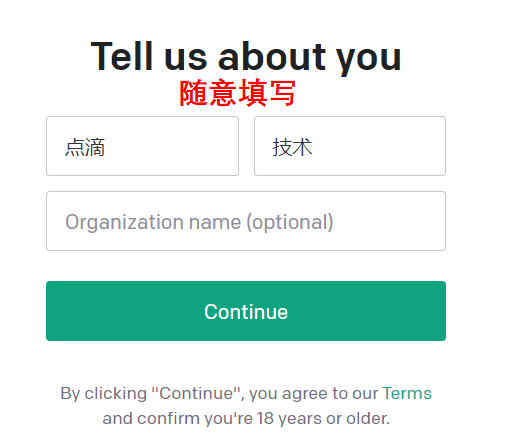 Tell us about you
随意填写
点滴 技术
Organization name (optional)
Continue
By clicking "Continue", you agree to our Terms
and confirm you're 18 years or older.